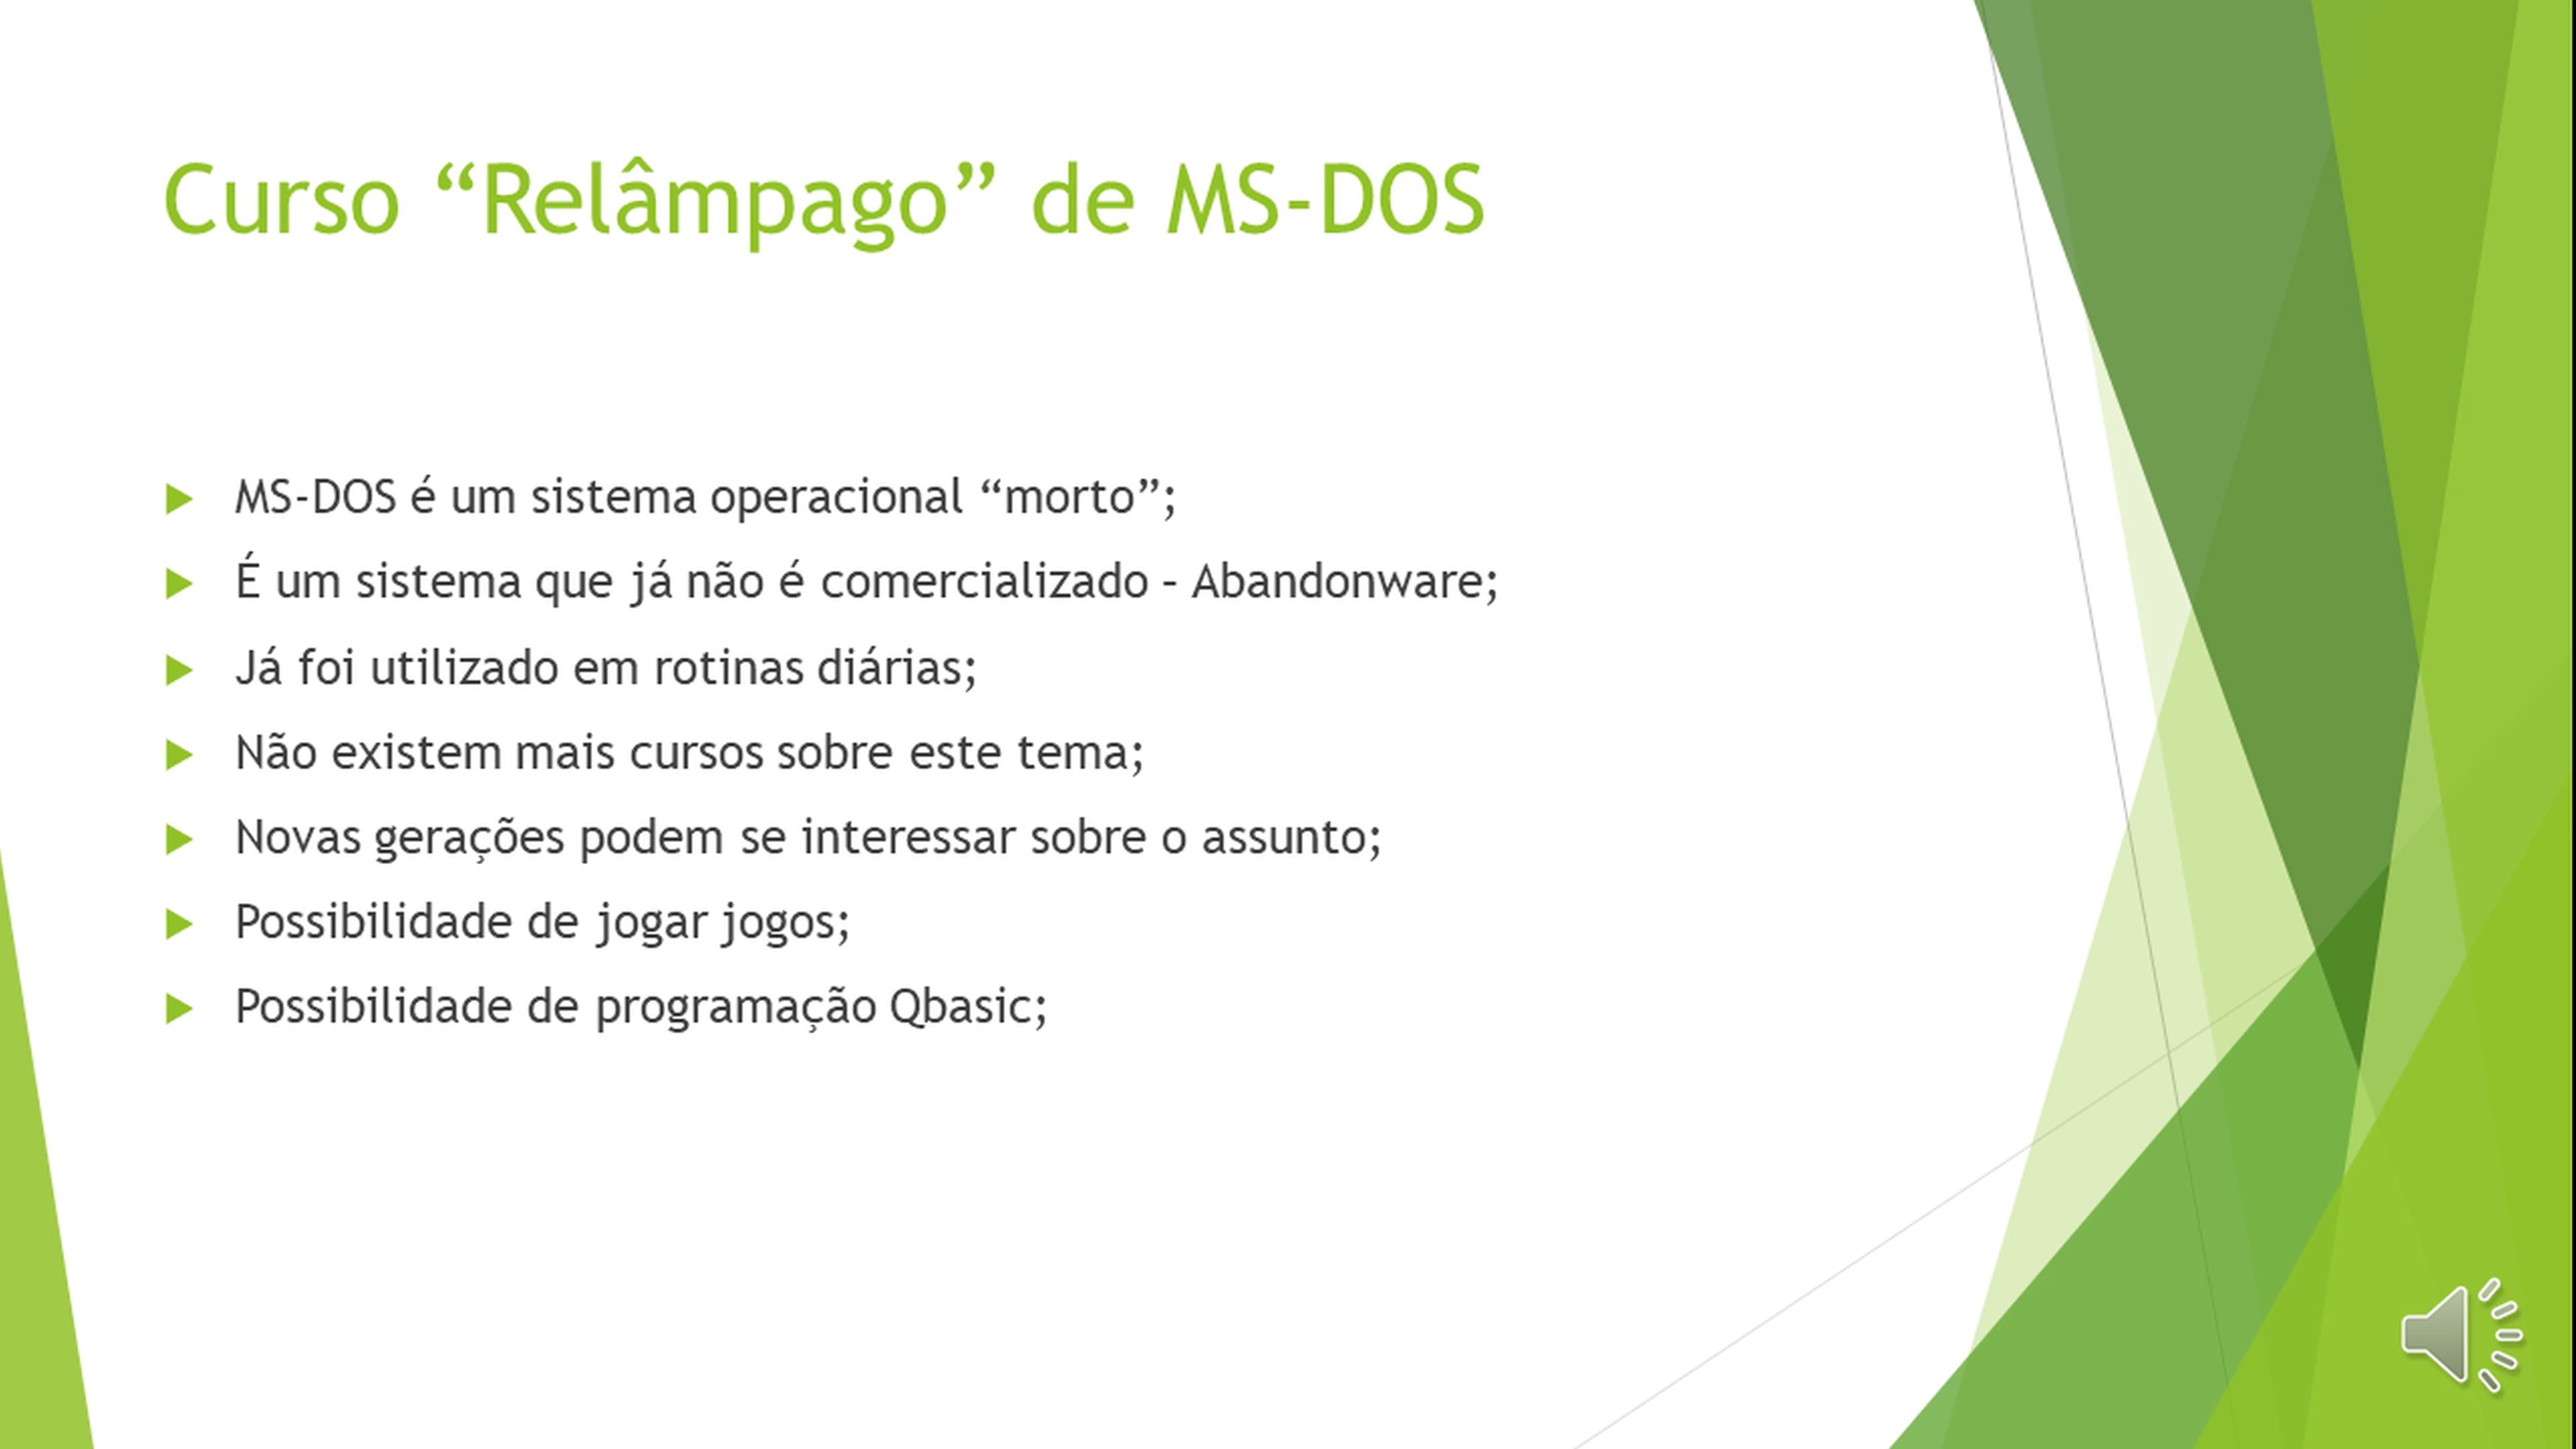 Curso “Relâmpago” de MS-DOS
MS-DOS é um sistema operacional “morto”;
É um sistema que já não é comercializado – Abandonware;
Já foi utilizado em rotinas diárias;
Não existem mais cursos sobre este tema;
Novas gerações podem se interessar sobre o assunto;
Possibilidade de jogar jogos;
Possibilidade de programação Qbasic;